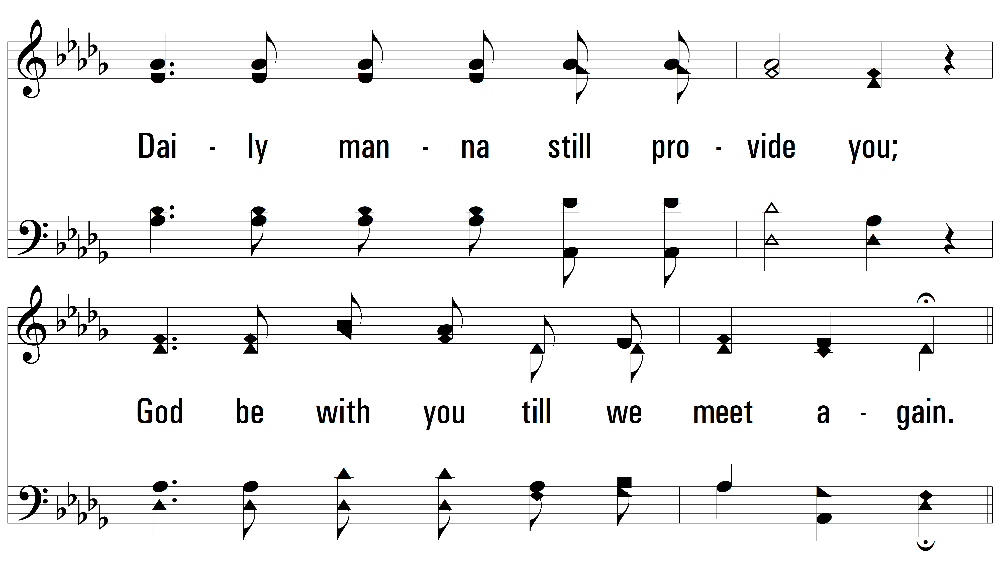 Dai - ly man - na still pro - vide you;
God be with you till we meet a - gain.